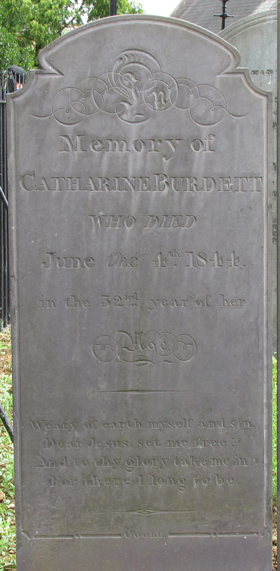 In
Memory of
CATHARINE BURDETT
WHO DIED
June the 4th 1844,
in the 32nd year of her
Age
Weary of earth myself and sin
Dear Jesus, set me free
And to thy glory take me in
For there I long to be